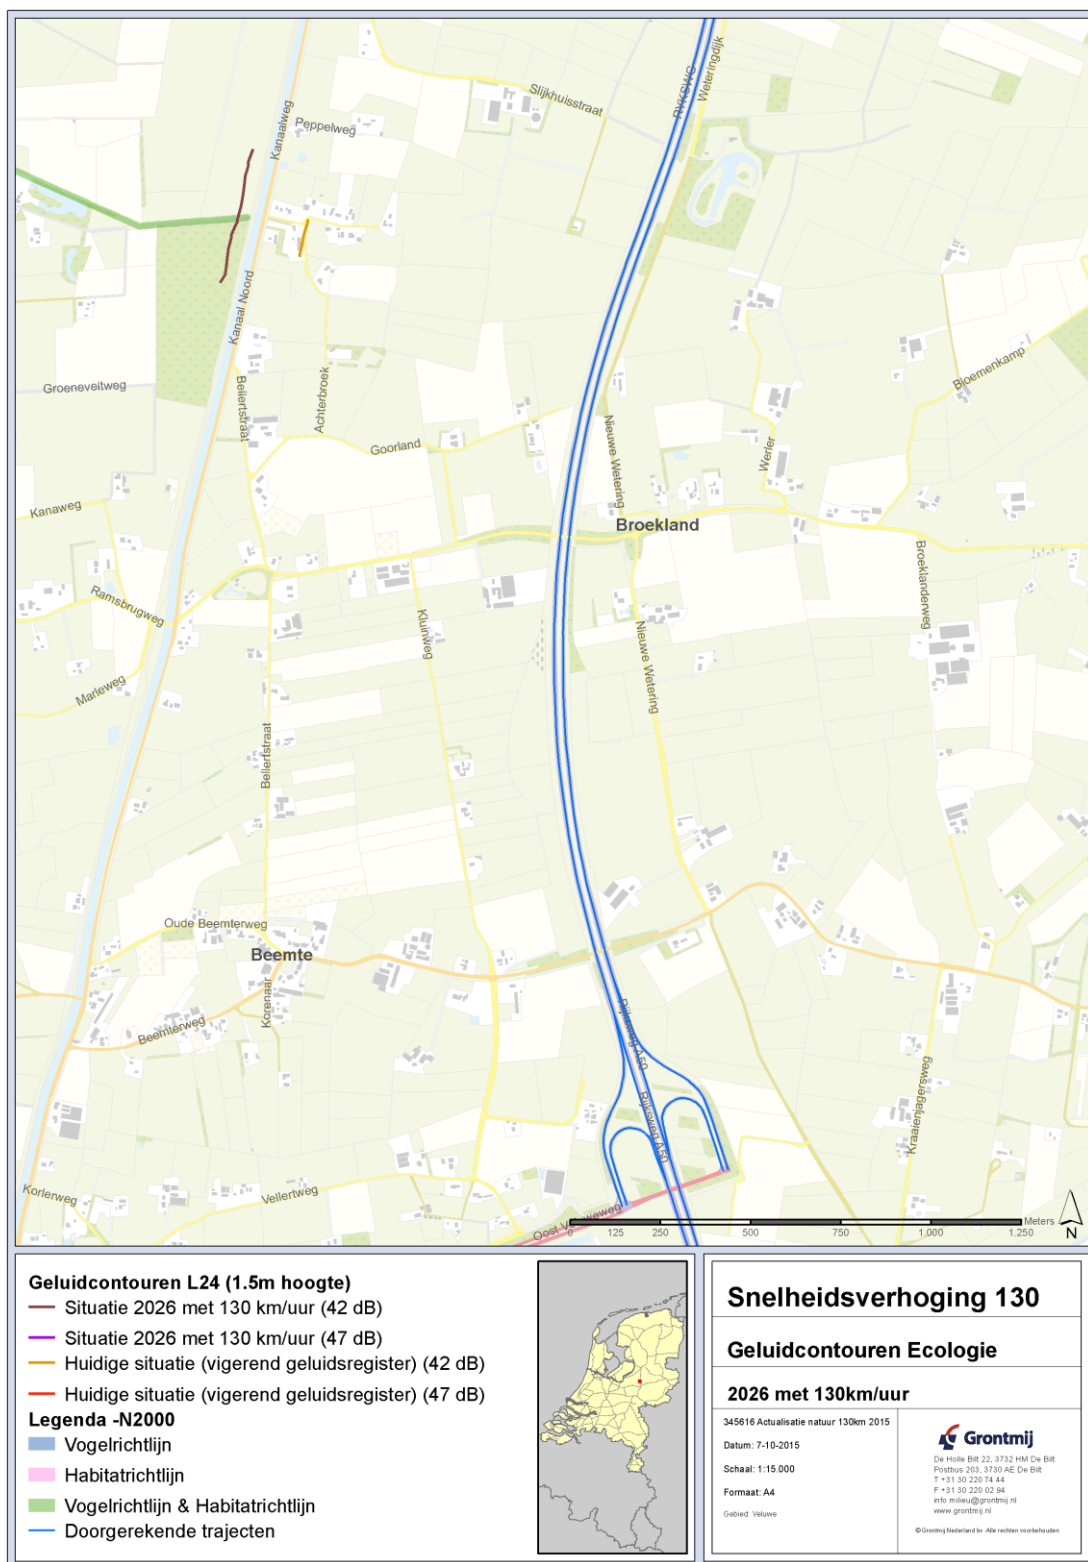 Slijkhuisstraat
RYKSWG
Weteringdijk
Kanaalweg
Peppelweg
Kanaal Noord
Groeneveltweg
Beliertstraat
Achterbroek
Goorland
Nieuwe Wetering
Werler
Bloemenkamp
Kanaweg
Broekland
Ramsbrugweg
Kluinweg
Broeklanderweg
Marleweg
Nieuwe Wetering
Beliertstraat
Oude Beemterweg
Beemte
Korenaar
Beemterweg
Rijksweg A50
Rijksweg A50
Kraaienjagersweg
Korlerweg
Vellertweg
Oost Veluweweg
0 125 250 500 750 1.000 1.250
Meters
N
Geluidcontouren L24 (1.5m hoogte)
Situatie 2026 met 130 km/uur (42 dB)
Situatie 2026 met 130 km/uur (47 dB)
Huidige situatie (vigerend geluidsregister) (42 dB)
Huidige situatie (vigerend geluidsregister) (47 dB)
Legenda -N2000
Vogelrichtlijn
Habitatrichtlijn
Vogelrichtlijn & Habitatrichtlijn
Doorgerekende trajecten
Snelheidsverhoging 130
Geluidcontouren Ecologie
2026 met 130km/uur
345616 Actualisatie natuur 130km 2015
Datum: 7-10-2015
Schaal: 1:15.000
Formaat: A4
Gebied: Veluwe
Grontmij
De Holle Bilt 22, 3732 HM De Bilt
Postbus 203, 3730 AE De Bilt
T +31 30 220 74 44
F +31 30 220 02 94
info.milieu@grontmij.nl
www.grontmij.nl
© Grontmij Nederland bv. Alle rechten voorbehouden.